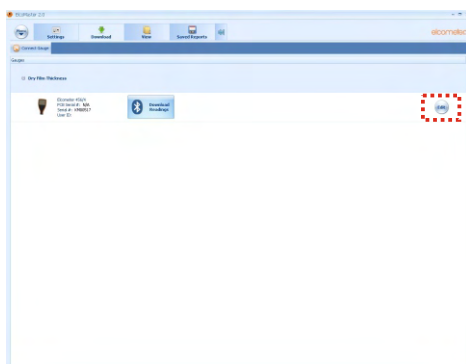 ElcoMaster 2.0
elcometer
Settings Download View Saved Reports
Connect Gauge
Gauges
Dry Film Thickness
Elcometer 456/4
PGB Serial #: N/A
User ID:
Download
Readings
Edit